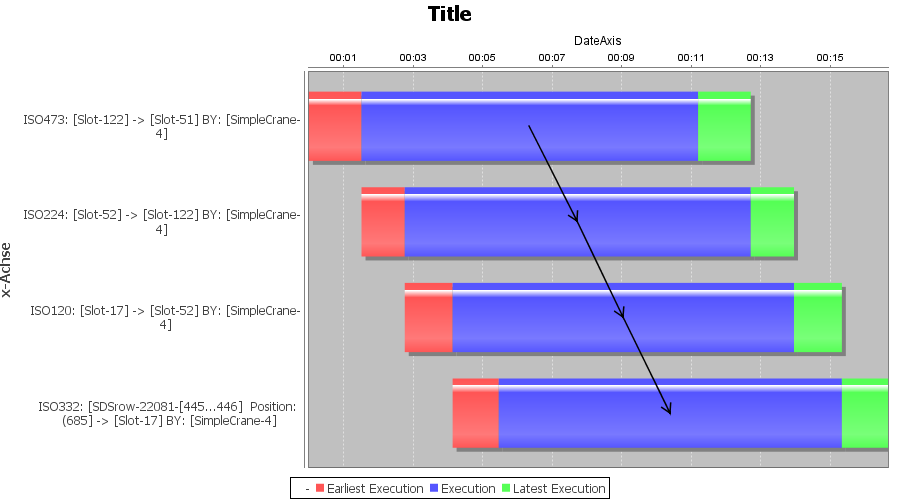 Title
DateAxis
00:01 00:03 00:05 00:07 00:09 00:11 00:13 00:15
x-Achse
ISO473: [Slot-122] -> [Slot-51] BY: [SimpleCrane-
4]
ISO224: [Slot-52] -> [Slot-122] BY: [SimpleCrane-
4]
ISO120: [Slot-17] -> [Slot-52] BY: [SimpleCrane-
4]
ISO332: [SDSrow-22081-[445...446] Position:
(685] -> [Slot-17] BY: [SimpleCrane-4]
- Earliest Execution Execution Latest Execution